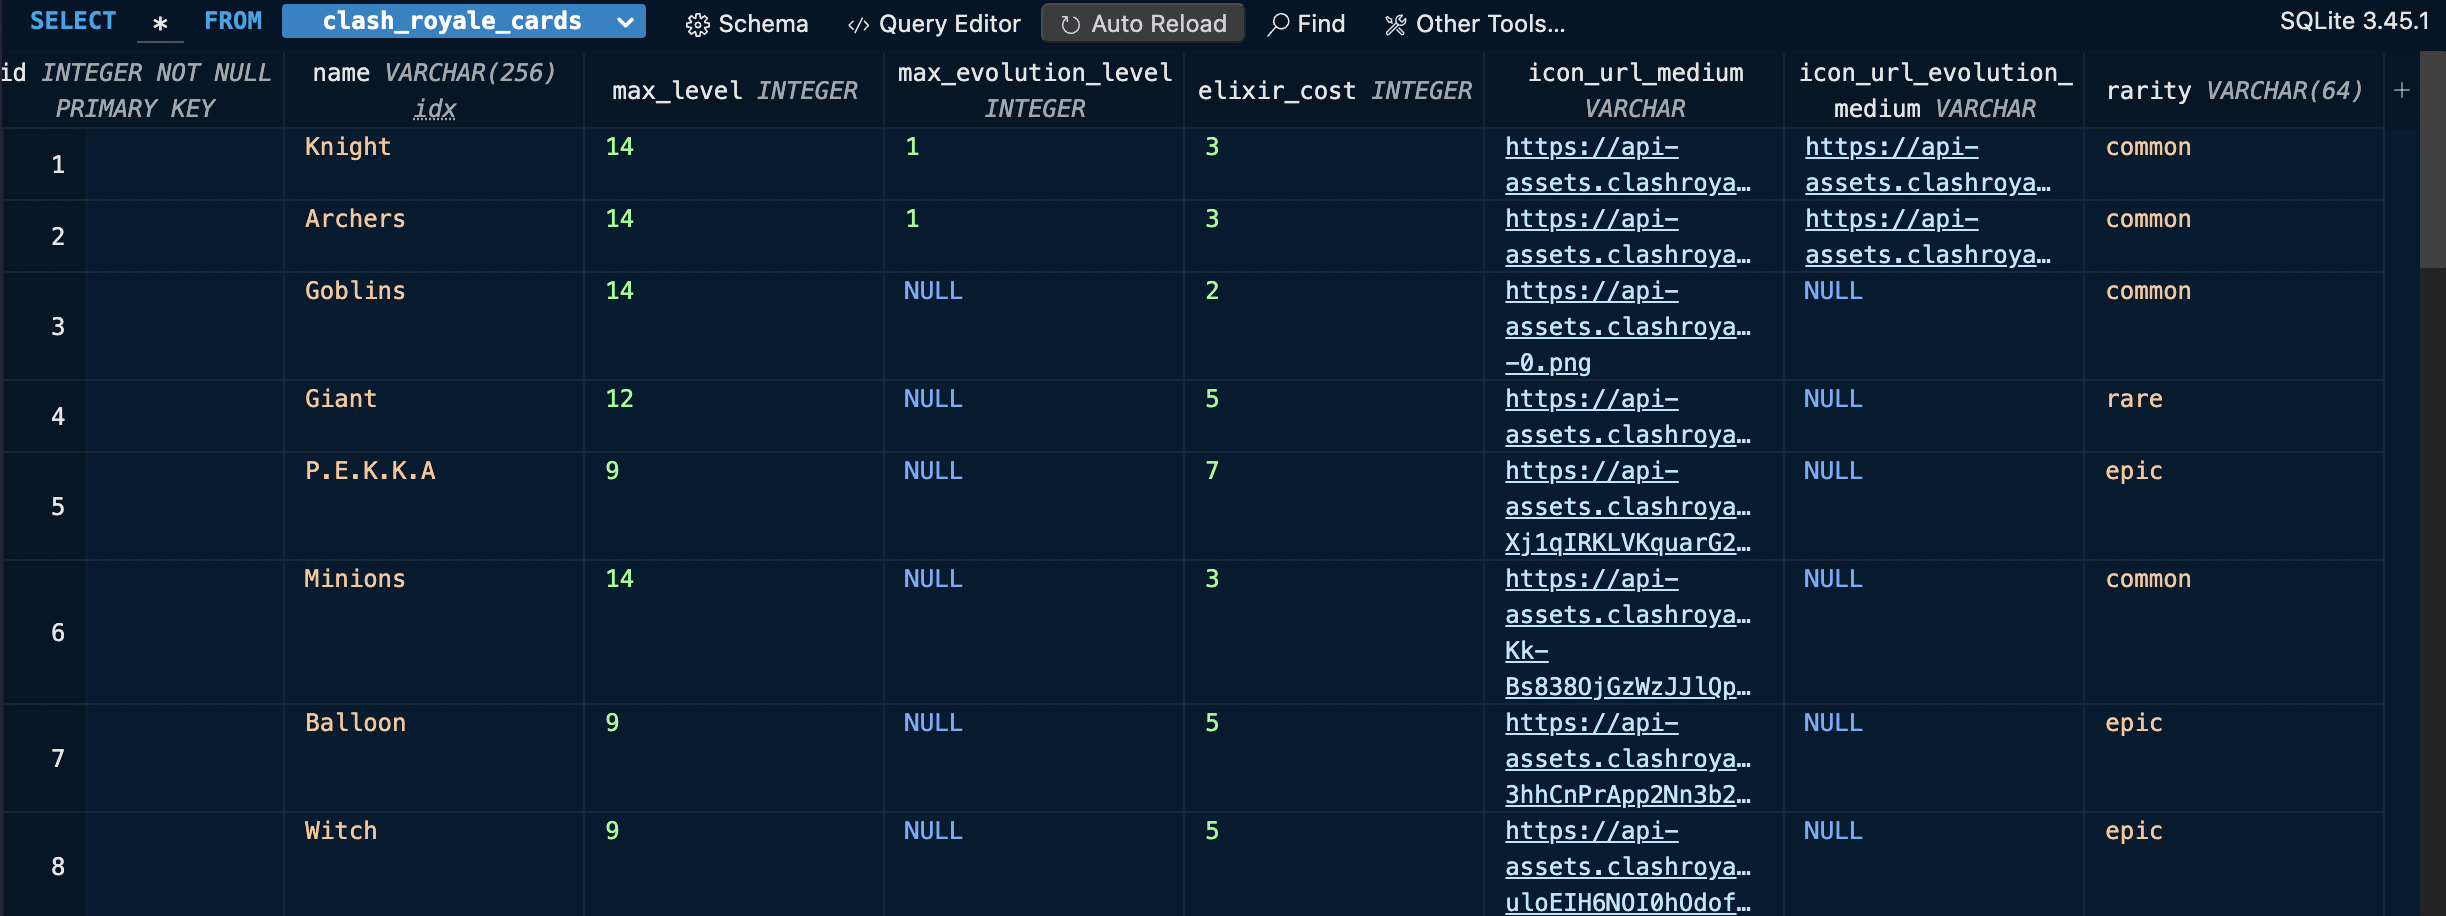 SELECT * FROM clash_royale_cards Schema </> Query Editor Auto Reload Find Other Tools... SQLite 3.45.1
id INTEGER NOT NULL PRIMARY KEY
name VARCHAR(256) idx
max_level INTEGER
max_evolution_level INTEGER
elixir_cost INTEGER
icon_url_medium VARCHAR
icon_url_evolution_
medium VARCHAR
rarity VARCHAR(64) +
1 Knight 14 1 3 https://api- https://api- common
assets.clashroya… assets.clashroya…
2 Archers 14 1 3 https://api- https://api- common
assets.clashroya… assets.clashroya…
3 Goblins 14 NULL 2 https://api- NULL common
assets.clashroya…
-0.png
4 Giant 12 NULL 5 https://api- NULL rare
assets.clashroya…
5 P.E.K.K.A 9 NULL 7 https://api- NULL epic
assets.clashroya…
Xj1qIRKLVKquarG2…
6 Minions 14 NULL 3 https://api- NULL common
assets.clashroya…
Kk-
Bs838OjGzWzJJlQp…
7 Balloon 9 NULL 5 https://api- NULL epic
assets.clashroya…
3hhCnPrApp2Nn3b2…
8 Witch 9 NULL 5 https://api- NULL epic
assets.clashroya…
uloEIH6NOI0hOdof…